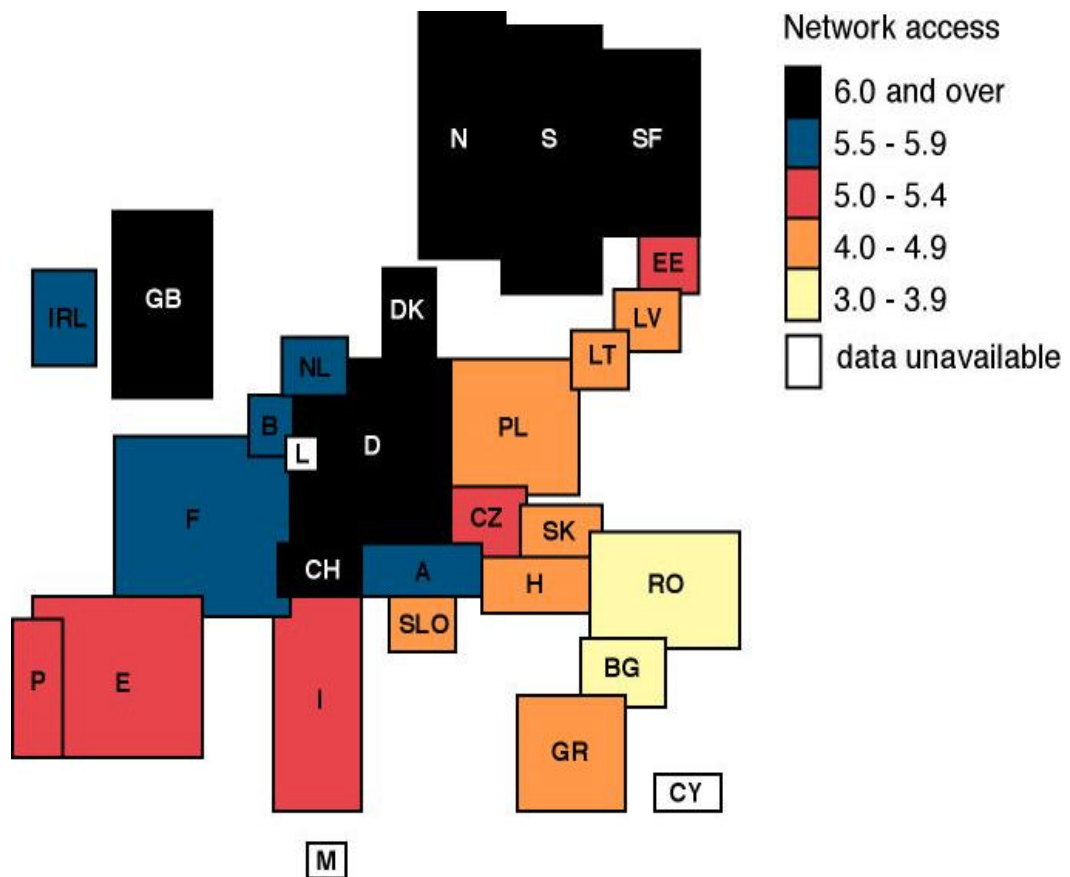 Network access
6.0 and over
5.5 - 5.9
5.0 - 5.4
4.0 - 4.9
3.0 - 3.9
data unavailable
N
S
SF
EE
GB
IRL
DK
LV
LT
NL
B
L
D
PL
F
CZ
SK
CH
A
H
RO
SLO
P
E
I
BG
GR
CY
M